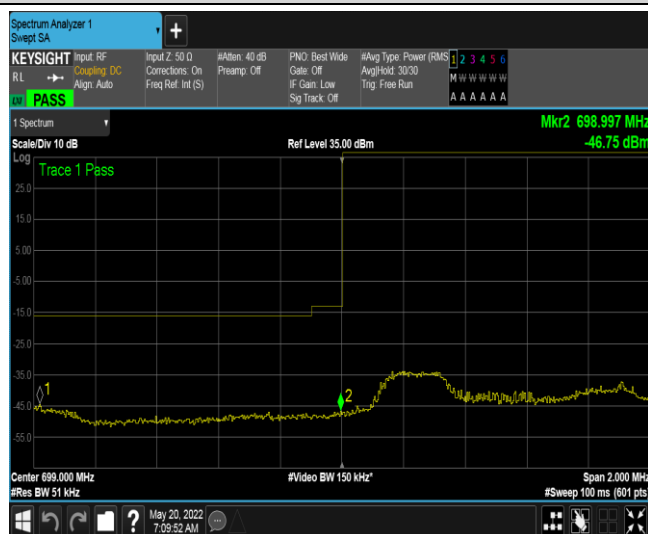 Spectrum Analyzer 1
Swept SA
KEYSIGHT Input: RF Input Z: 50 Ω #Atten: 40 dB PNO: Best Wide #Avg Type: Power (RMS 1 2 3 4 5 6
RL Coupling: DC Corrections: On Preamp: Off Gate: Off Avg|Hold: 30/30 M W W W W W
Align: Auto Freq Ref: Int (S) IF Gain: Low Trig: Free Run
LXI PASS Sig Track: Off A A A A A A
1 Spectrum Mkr2 698.997 MHz
Scale/Div 10 dB Ref Level 35.00 dBm -46.75 dBm
Log
Trace 1 Pass
25.0
15.0
5.00
-5.00
-15.0
-25.0
-35.0
1
2
-45.0
-55.0
Center 699.000 MHz #Video BW 150 kHz* Span 2.000 MHz
#Res BW 51 kHz #Sweep 100 ms (601 pts)
? May 20, 2022
7:09:52 AM